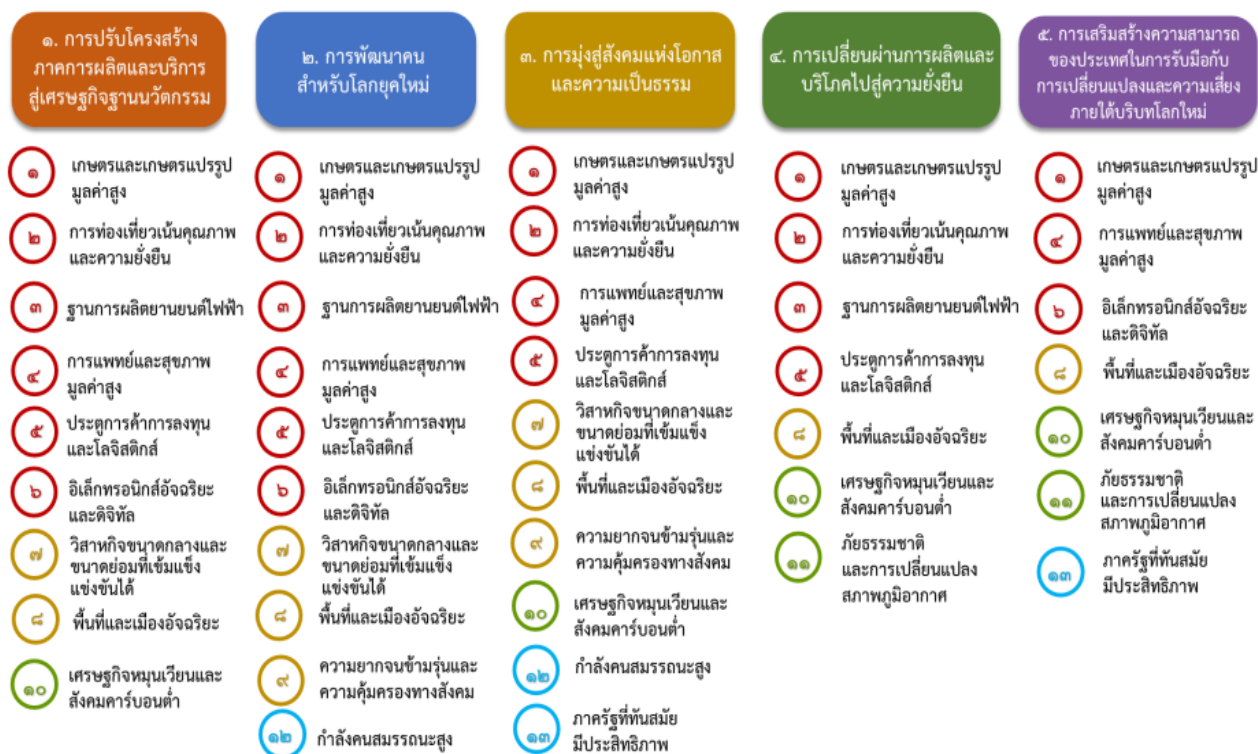 ๑. การปรับโครงสร้าง
ภาคการผลิตและบริการ
สู่เศรษฐกิจฐานนวัตกรรม
๑
เกษตรและเกษตรแปรรูป
มูลค่าสูง
๒
การท่องเที่ยวเน้นคุณภาพ
และความยั่งยืน
๓
ฐานการผลิตยานยนต์ไฟฟ้า
๔
การแพทย์และสุขภาพ
มูลค่าสูง
๕
ประตูการค้าการลงทุน
และโลจิสติกส์
๖
อิเล็กทรอนิกส์อัจฉริยะ
และดิจิทัล
๗
วิสาหกิจขนาดกลางและ
ขนาดย่อมที่เข้มแข็ง
แข่งขันได้
๘
พื้นที่และเมืองอัจฉริยะ
๑๐
เศรษฐกิจหมุนเวียนและ
สังคมคาร์บอนต่ำ
๒. การพัฒนาคน
สำหรับโลกยุคใหม่
๑
เกษตรและเกษตรแปรรูป
มูลค่าสูง
๒
การท่องเที่ยวเน้นคุณภาพ
และความยั่งยืน
๓
ฐานการผลิตยานยนต์ไฟฟ้า
๔
การแพทย์และสุขภาพ
มูลค่าสูง
๕
ประตูการค้าการลงทุน
และโลจิสติกส์
๖
อิเล็กทรอนิกส์อัจฉริยะ
และดิจิทัล
๗
วิสาหกิจขนาดกลางและ
ขนาดย่อมที่เข้มแข็ง
แข่งขันได้
๘
พื้นที่และเมืองอัจฉริยะ
๙
ความยากจนข้ามรุ่นและ
ความคุ้มครองทางสังคม
๑๒
กำลังคนสมรรถนะสูง
๓. การมุ่งสู่สังคมแห่งโอกาส
และความเป็นธรรม
๑
เกษตรและเกษตรแปรรูป
มูลค่าสูง
๒
การท่องเที่ยวเน้นคุณภาพ
และความยั่งยืน
๔
การแพทย์และสุขภาพ
มูลค่าสูง
๕
ประตูการค้าการลงทุน
และโลจิสติกส์
๗
วิสาหกิจขนาดกลางและ
ขนาดย่อมที่เข้มแข็ง
แข่งขันได้
๘
พื้นที่และเมืองอัจฉริยะ
๙
ความยากจนข้ามรุ่นและ
ความคุ้มครองทางสังคม
๑๐
เศรษฐกิจหมุนเวียนและ
สังคมคาร์บอนต่ำ
๑๒
กำลังคนสมรรถนะสูง
๑๓
ภาครัฐที่ทันสมัย
มีประสิทธิภาพ
๔. การเปลี่ยนผ่านการผลิตและ
บริโภคไปสู่ความยั่งยืน
๑
เกษตรและเกษตรแปรรูป
มูลค่าสูง
๒
การท่องเที่ยวเน้นคุณภาพ
และความยั่งยืน
๓
ฐานการผลิตยานยนต์ไฟฟ้า
๕
ประตูการค้าการลงทุน
และโลจิสติกส์
๘
พื้นที่และเมืองอัจฉริยะ
๑๐
เศรษฐกิจหมุนเวียนและ
สังคมคาร์บอนต่ำ
๑๑
ภัยธรรมชาติ
และการเปลี่ยนแปลง
สภาพภูมิอากาศ
๕. การเสริมสร้างความสามารถ
ของประเทศในการรับมือกับ
การเปลี่ยนแปลงและความเสี่ยง
ภายใต้บริบทโลกใหม่
๑
เกษตรและเกษตรแปรรูป
มูลค่าสูง
๔
การแพทย์และสุขภาพ
มูลค่าสูง
๖
อิเล็กทรอนิกส์อัจฉริยะ
และดิจิทัล
๘
พื้นที่และเมืองอัจฉริยะ
๑๐
เศรษฐกิจหมุนเวียนและ
สังคมคาร์บอนต่ำ
๑๑
ภัยธรรมชาติ
และการเปลี่ยนแปลง
สภาพภูมิอากาศ
๑๓
ภาครัฐที่ทันสมัย
มีประสิทธิภาพ